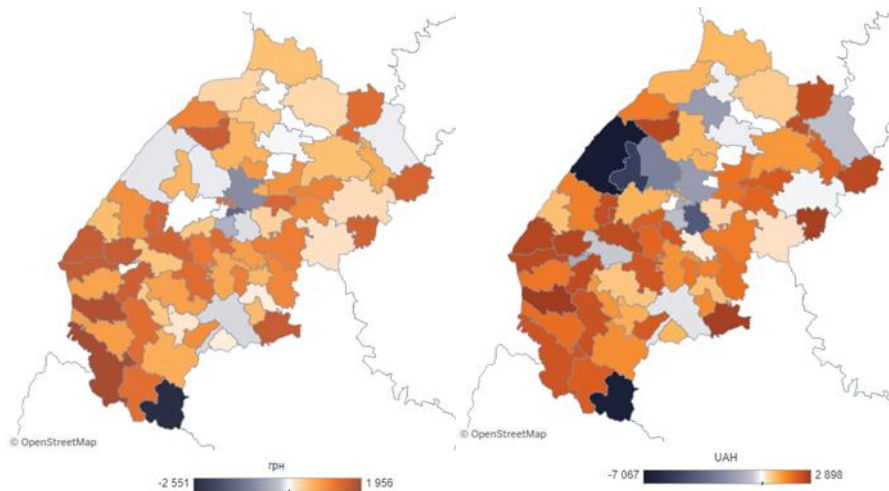 © OpenStreetMap
грн
-2 551
1 956
© OpenStreetMap
UAH
-7 067
2 898